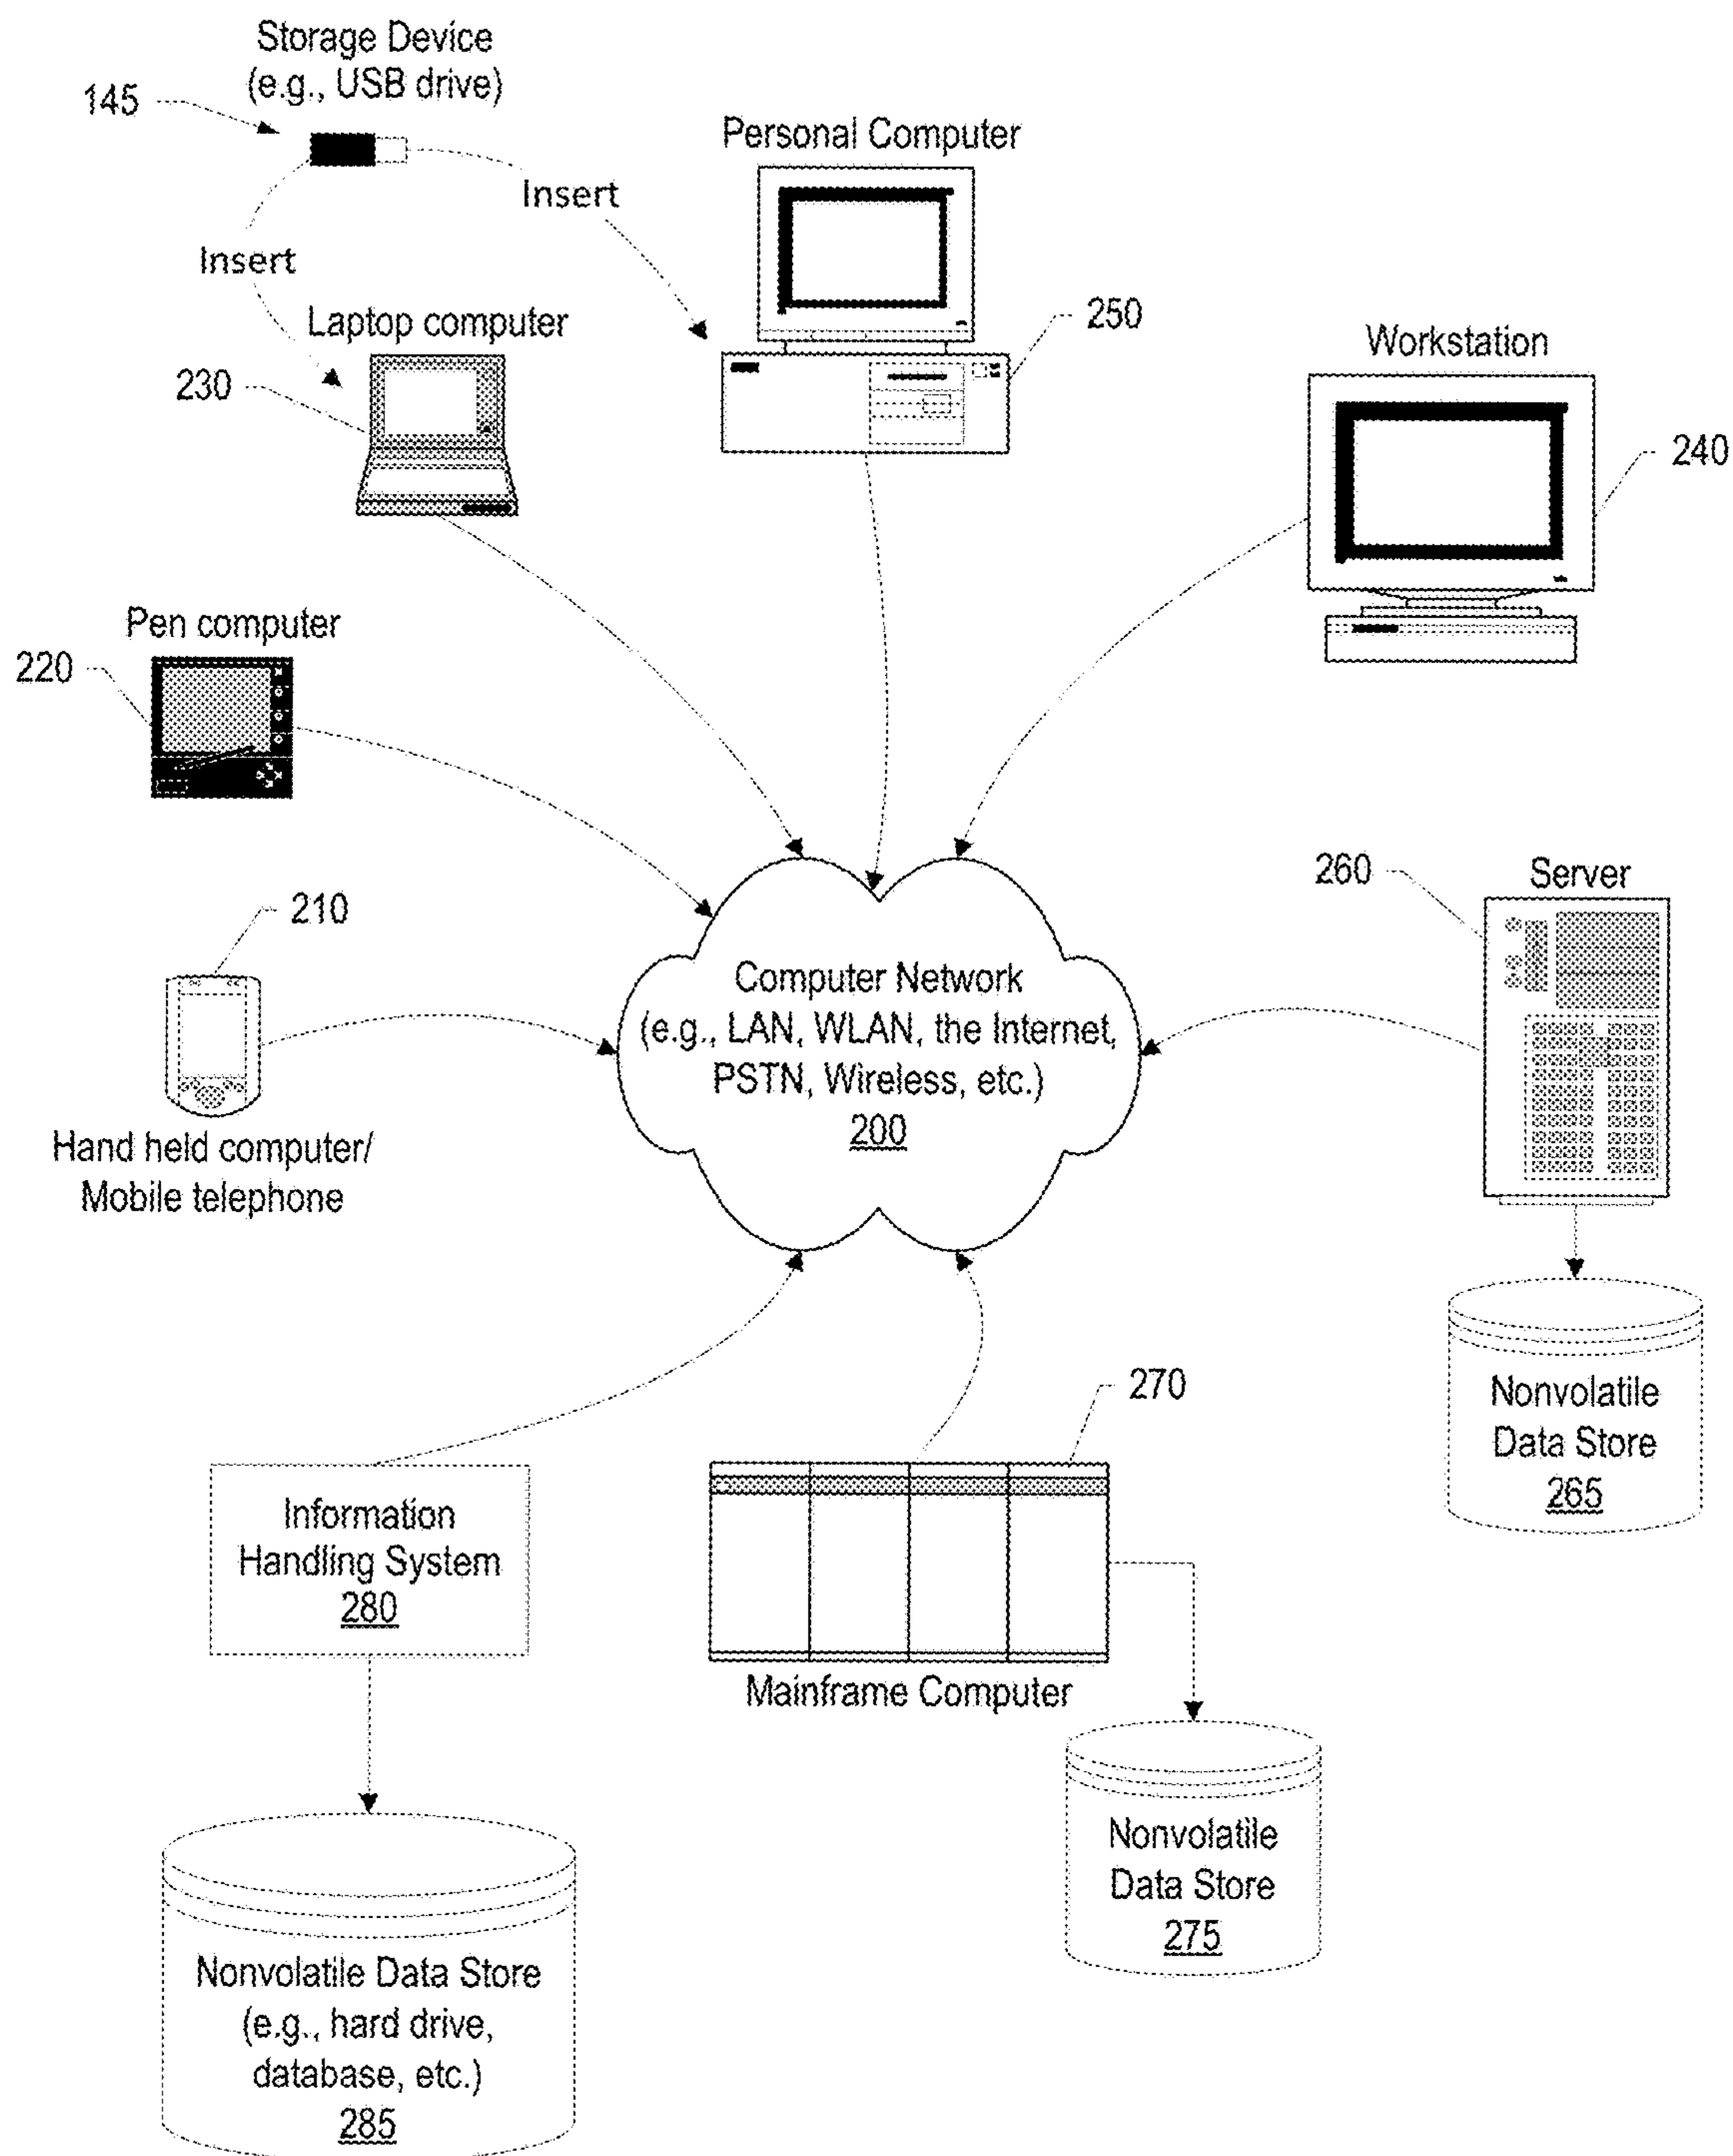 Storage Device
(e.g., USB drive)
145
Personal Computer
Insert
Insert
Laptop computer
250
230
Workstation
240
Pen computer
220
260
Server
210
Computer Network
(e.g., LAN, WLAN, the Internet,
PSTN, Wireless, etc.)
200
Hand held computer/
Mobile telephone
270
Nonvolatile
Data Store
265
Information
Handling System
280
Mainframe Computer
Nonvolatile
Data Store
275
Nonvolatile Data Store
(e.g., hard drive,
database, etc.)
285